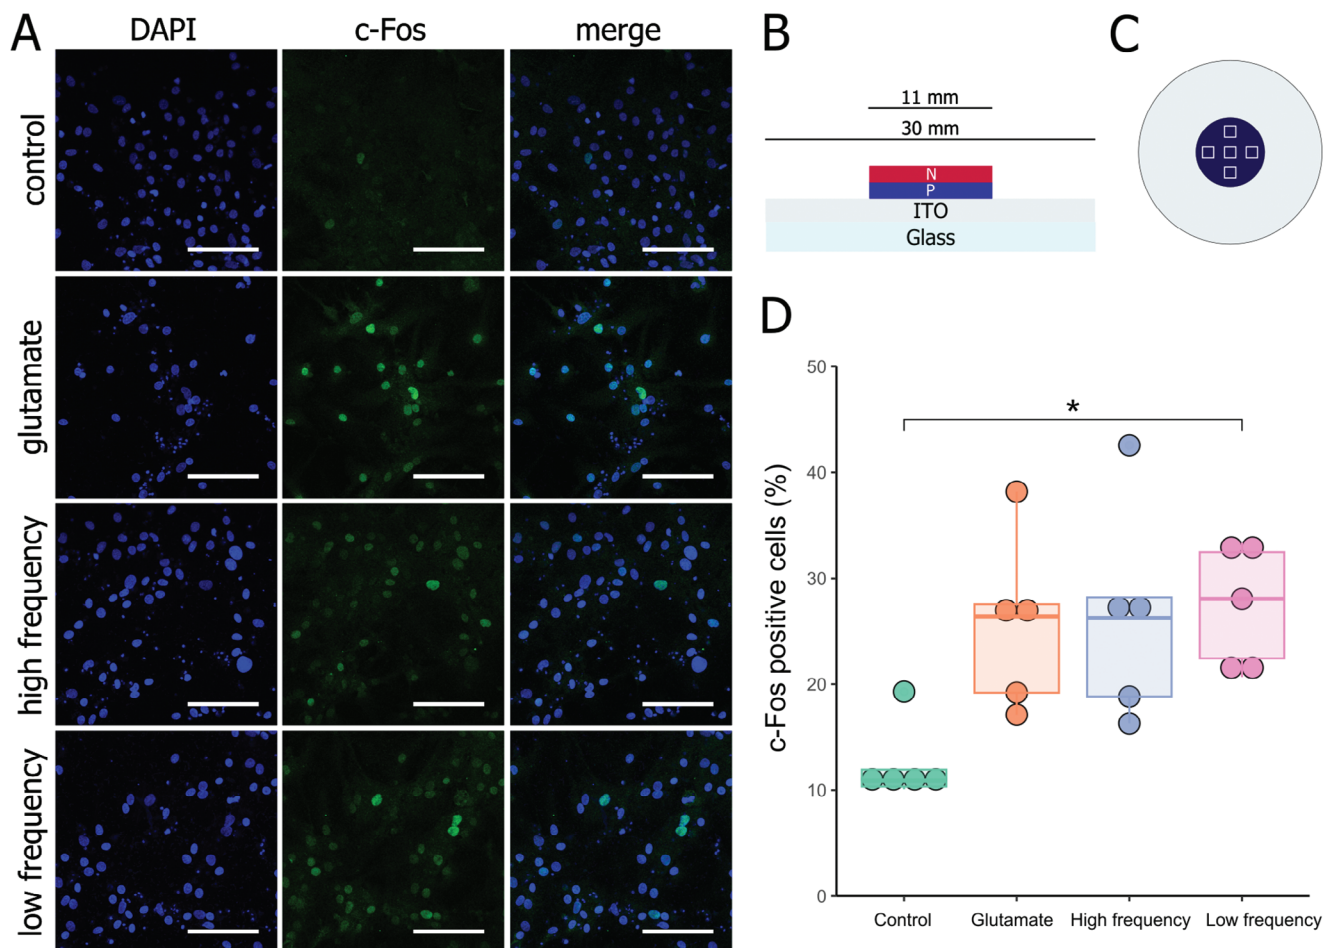 A
DAPI
c-Fos
merge
control
glutamate
high frequency
low frequency
B
11 mm
30 mm
N
P
ITO
Glass
C
D
c-Fos positive cells (%)
50
40
30
20
10
0
*
Control
Glutamate
High frequency
Low frequency